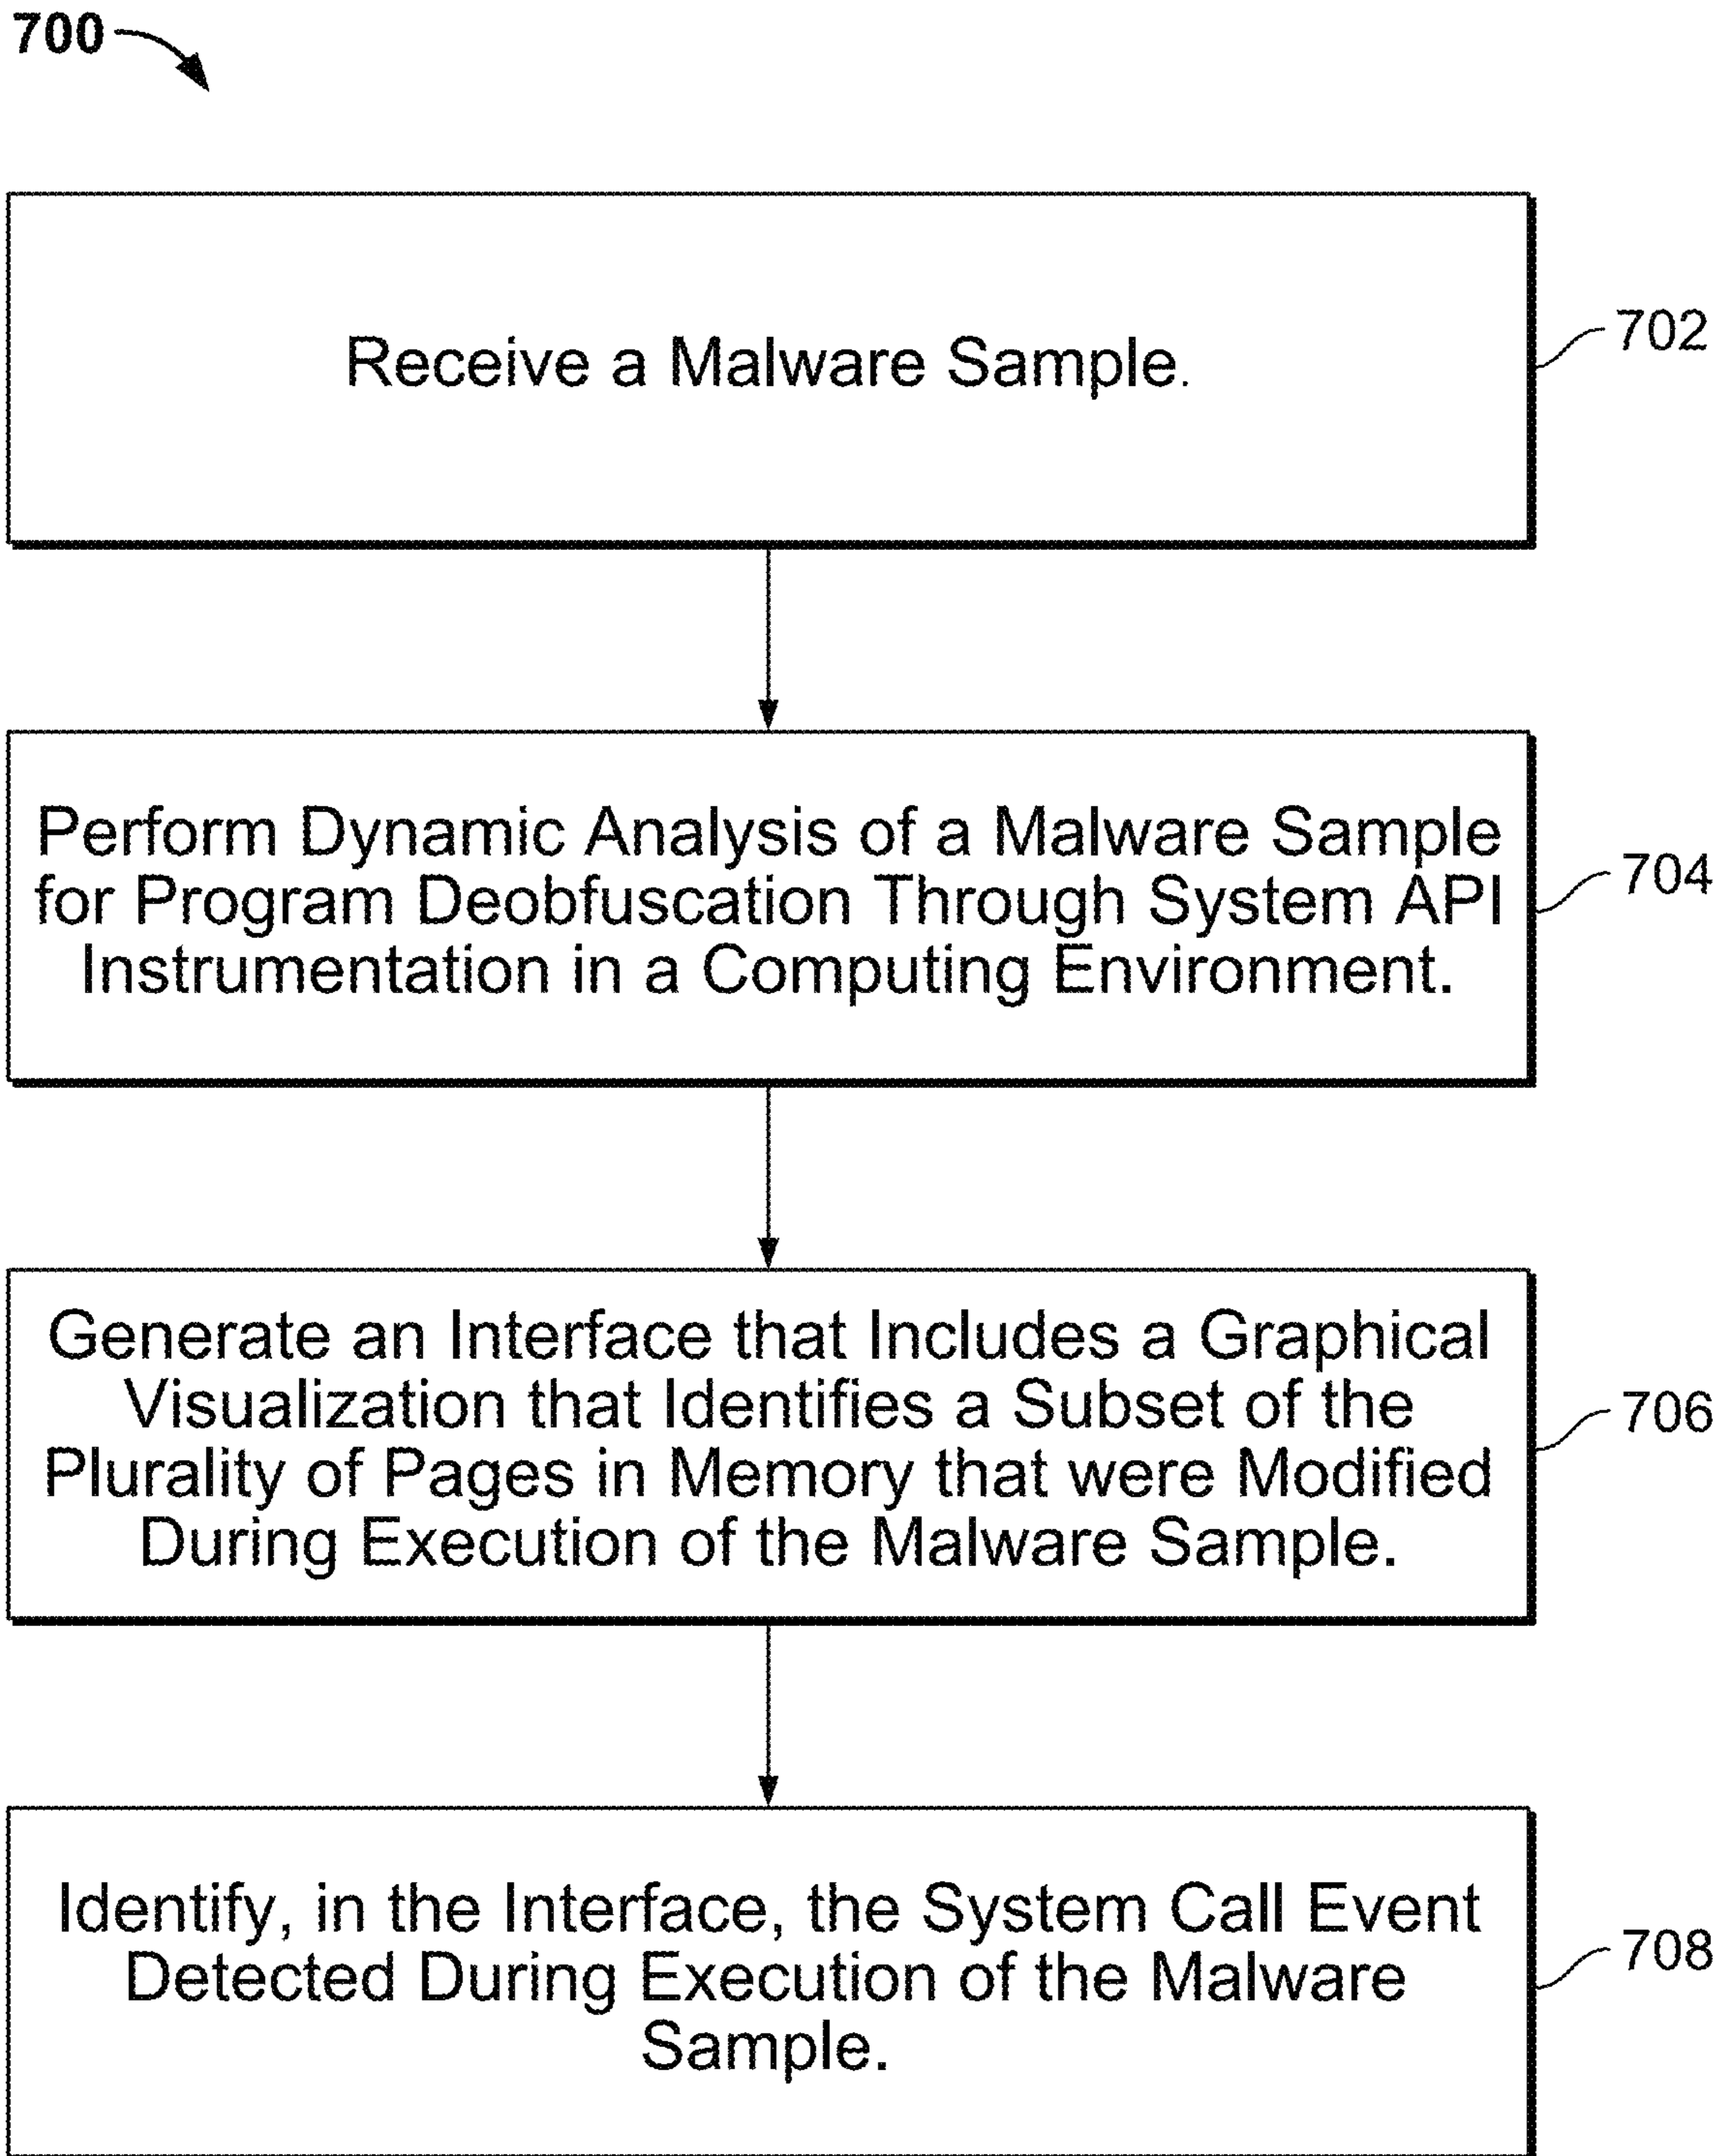 700
Receive a Malware Sample.
702
Perform Dynamic Analysis of a Malware Sample
for Program Deobfuscation Through System API
Instrumentation in a Computing Environment.
704
Generate an Interface that Includes a Graphical
Visualization that Identifies a Subset of the
Plurality of Pages in Memory that were Modified
During Execution of the Malware Sample.
706
Identify, in the Interface, the System Call Event
Detected During Execution of the Malware
Sample.
708